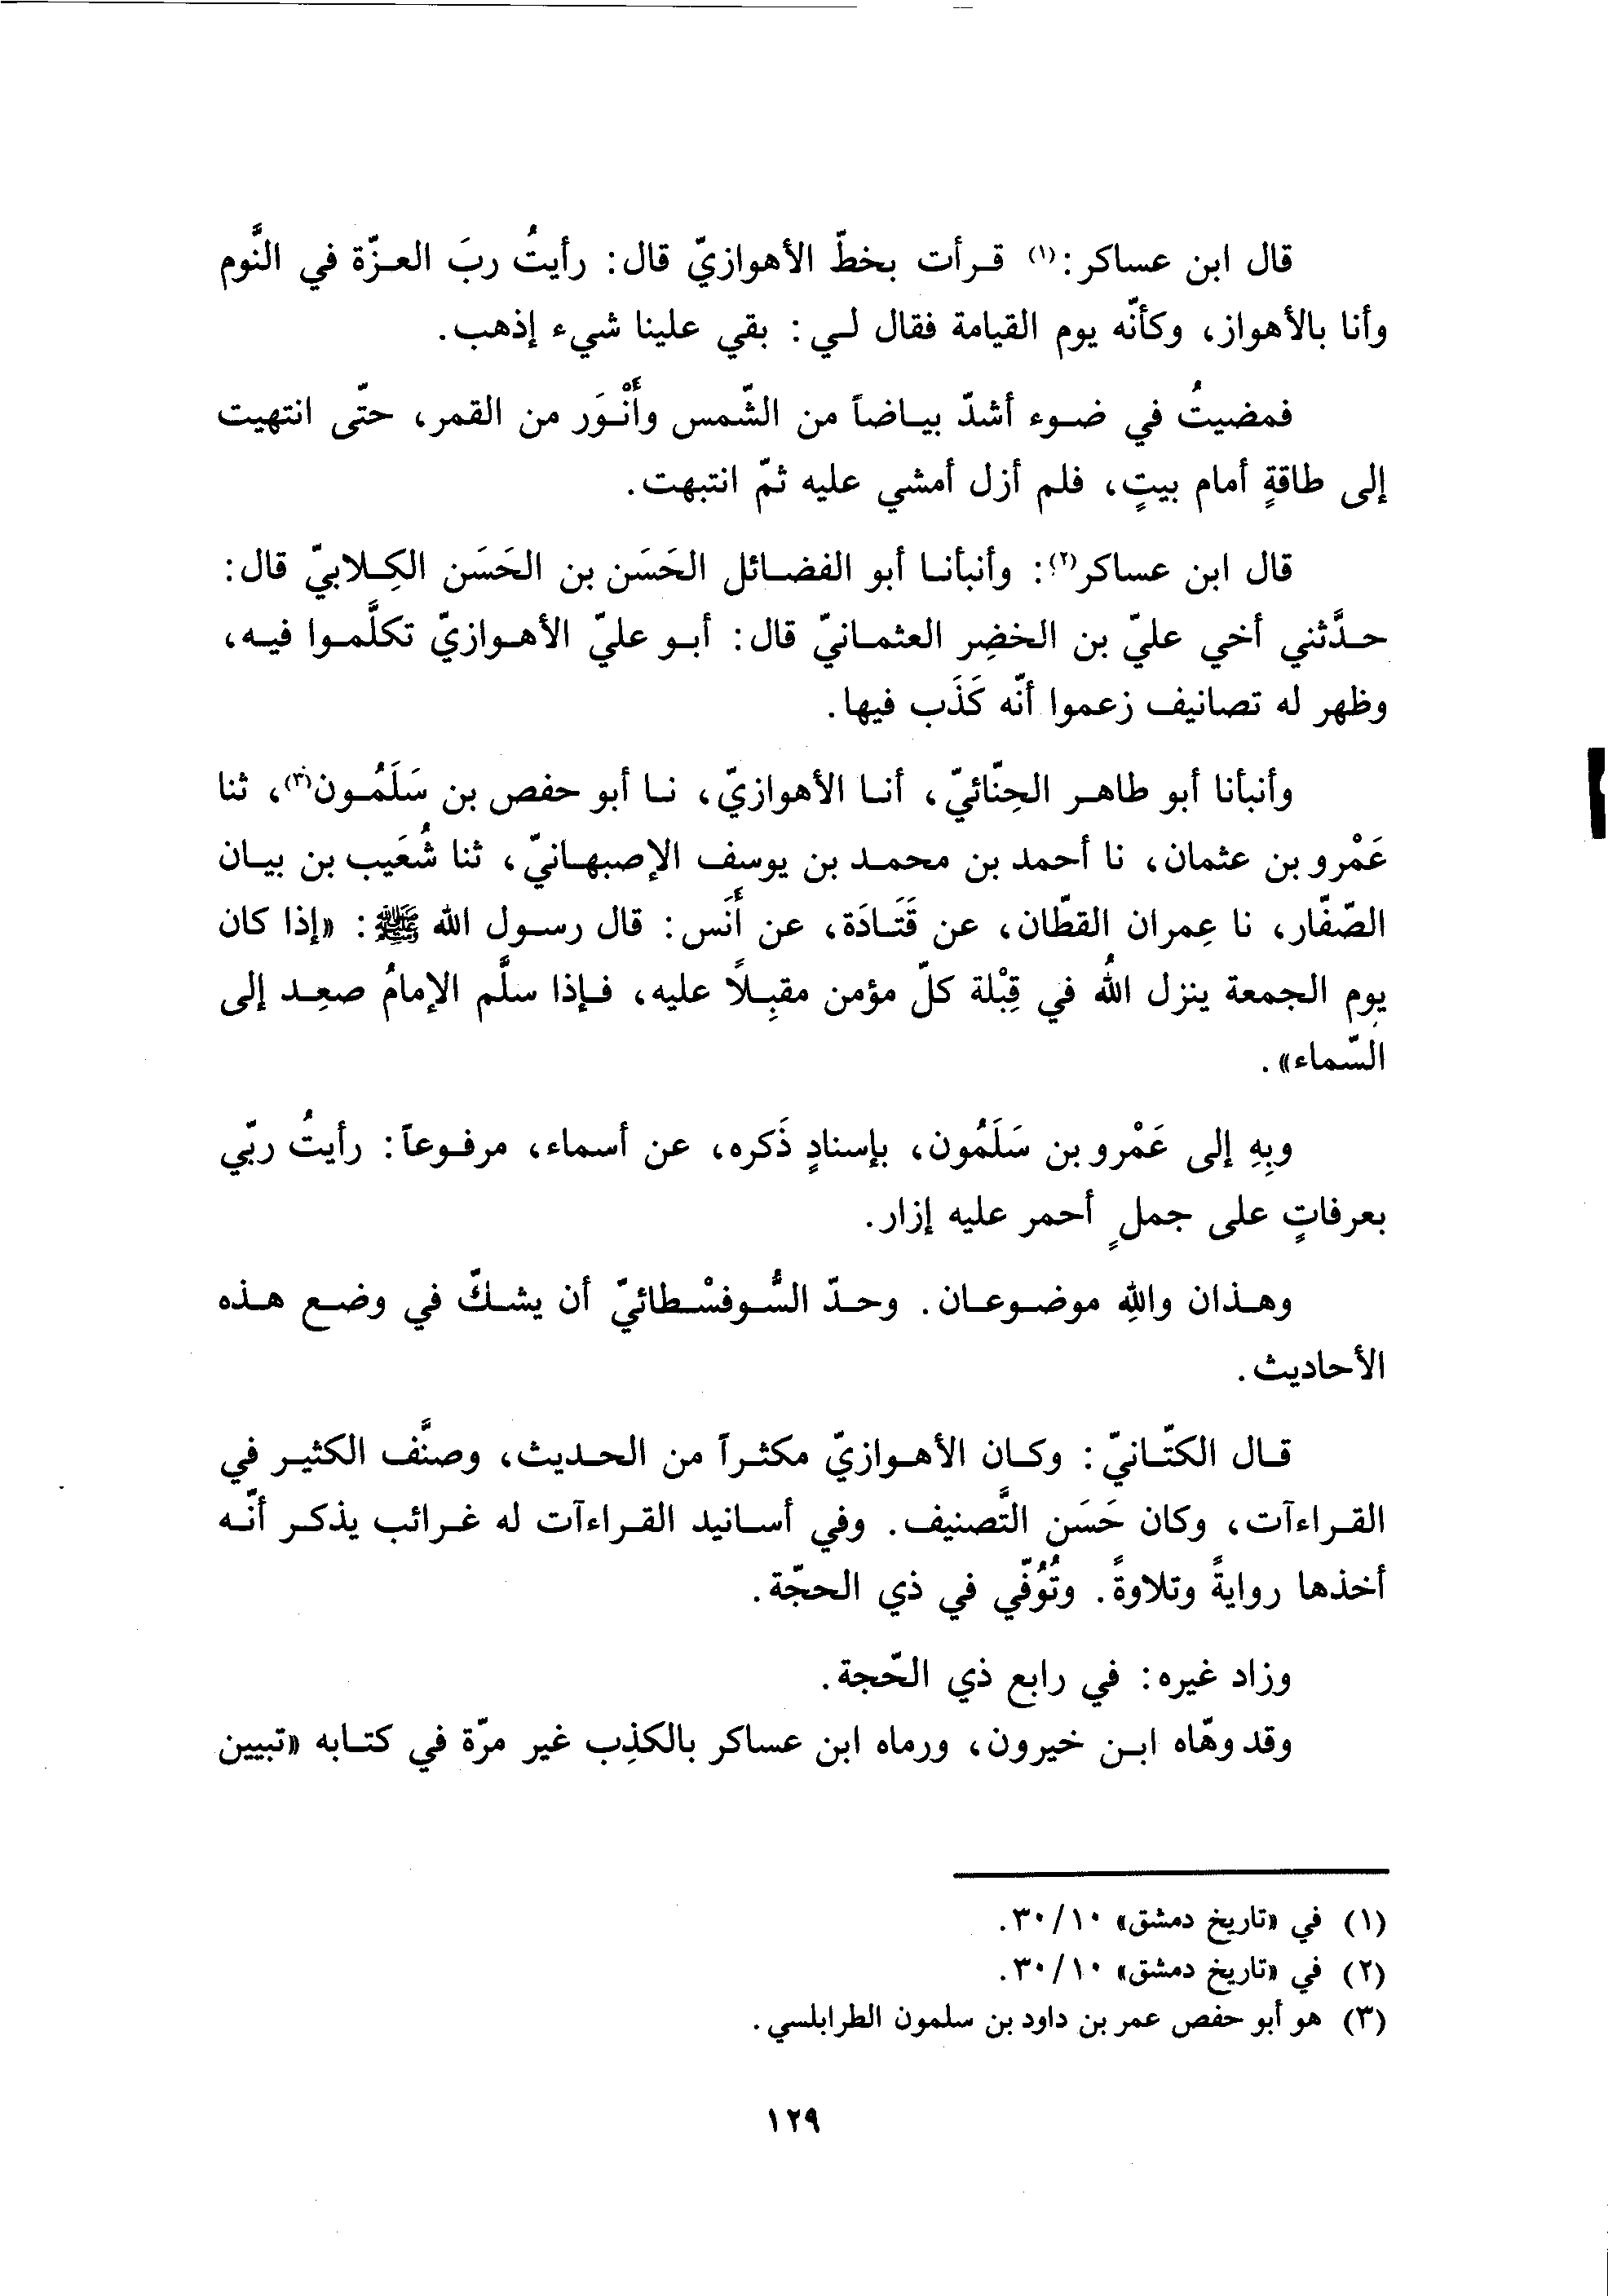 قال ابن عساكر:(١) قرأت بخطّ الأهوازيّ قال: رأيتُ ربَ العزّة في النَّوم
وأنا بالأهواز، وكأنّه يوم القيامة فقال لي: بقي علينا شيء إذهب.
فمضيتُ في ضوء أشدّ بياضاً من الشّمس وأَنْوَر من القمر، حتّى انتهيت
إلى طاقةٍ أمام بيتٍ، فلم أزل أمشي عليه ثمّ انتبهت.
قال ابن عساكر(٢): وأنبأنا أبو الفضائل الحَسَن بن الحَسَن الكِلابيّ قال:
حدَّثني أخي عليّ بن الخضِر العثمانيّ قال: أبو عليّ الأهوازيّ تكلَّموا فيه،
وظهر له تصانيف زعموا أنّه كَذَب فيها.
وأنبأنا أبو طاهر الحِنّائيّ، أنا الأهوازيّ، نا أبو حفص بن سَلَمُون(٣)، ثنا
عَمْرو بن عثمان، نا أحمد بن محمد بن يوسف الإصبهانيّ، ثنا شُعَيب بن بيان
الصّفّار، نا عِمران القطّان، عن قَتَادَة، عن أَنَس: قال رسول الله ﷺ: «إذا كان
يوم الجمعة ينزل اللهُ في قِبْلة كلّ مؤمن مقبِلًا عليه، فإذا سلَّم الإمامُ صعِد إلى
السّماء».
وبِهِ إلى عَمْرو بن سَلَمُون، بإسنادٍ ذَكره، عن أسماء، مرفوعاً: رأيتُ ربّي
بعرفاتٍ على جملٍ أحمر عليه إزار.
وهذان واللهِ موضوعان. وحدّ السُّوفسْطائيّ أن يشكّ في وضع هذه
الأحاديث.
قال الكتّانيّ: وكان الأهوازيّ مكثراً من الحديث، وصنَّف الكثير في
القراءآت، وكان حَسَن التَّصنيف. وفي أسانيد القراءآت له غرائب يذكر أنّه
أخذها روايةً وتلاوةً. وتُوُفّي في ذي الحجّة.
وزاد غيره: في رابع ذي الحّجة.
وقد وهّاه ابن خيرون، ورماه ابن عساكر بالكذِب غير مرّة في كتابه «تبيين
(١) في «تاريخ دمشق» ٣٠/١٠.
(٢) في «تاريخ دمشق» ٣٠/١٠.
(٣) هو أبو حفص عمر بن داود بن سلمون الطرابلسي.
١٢٩